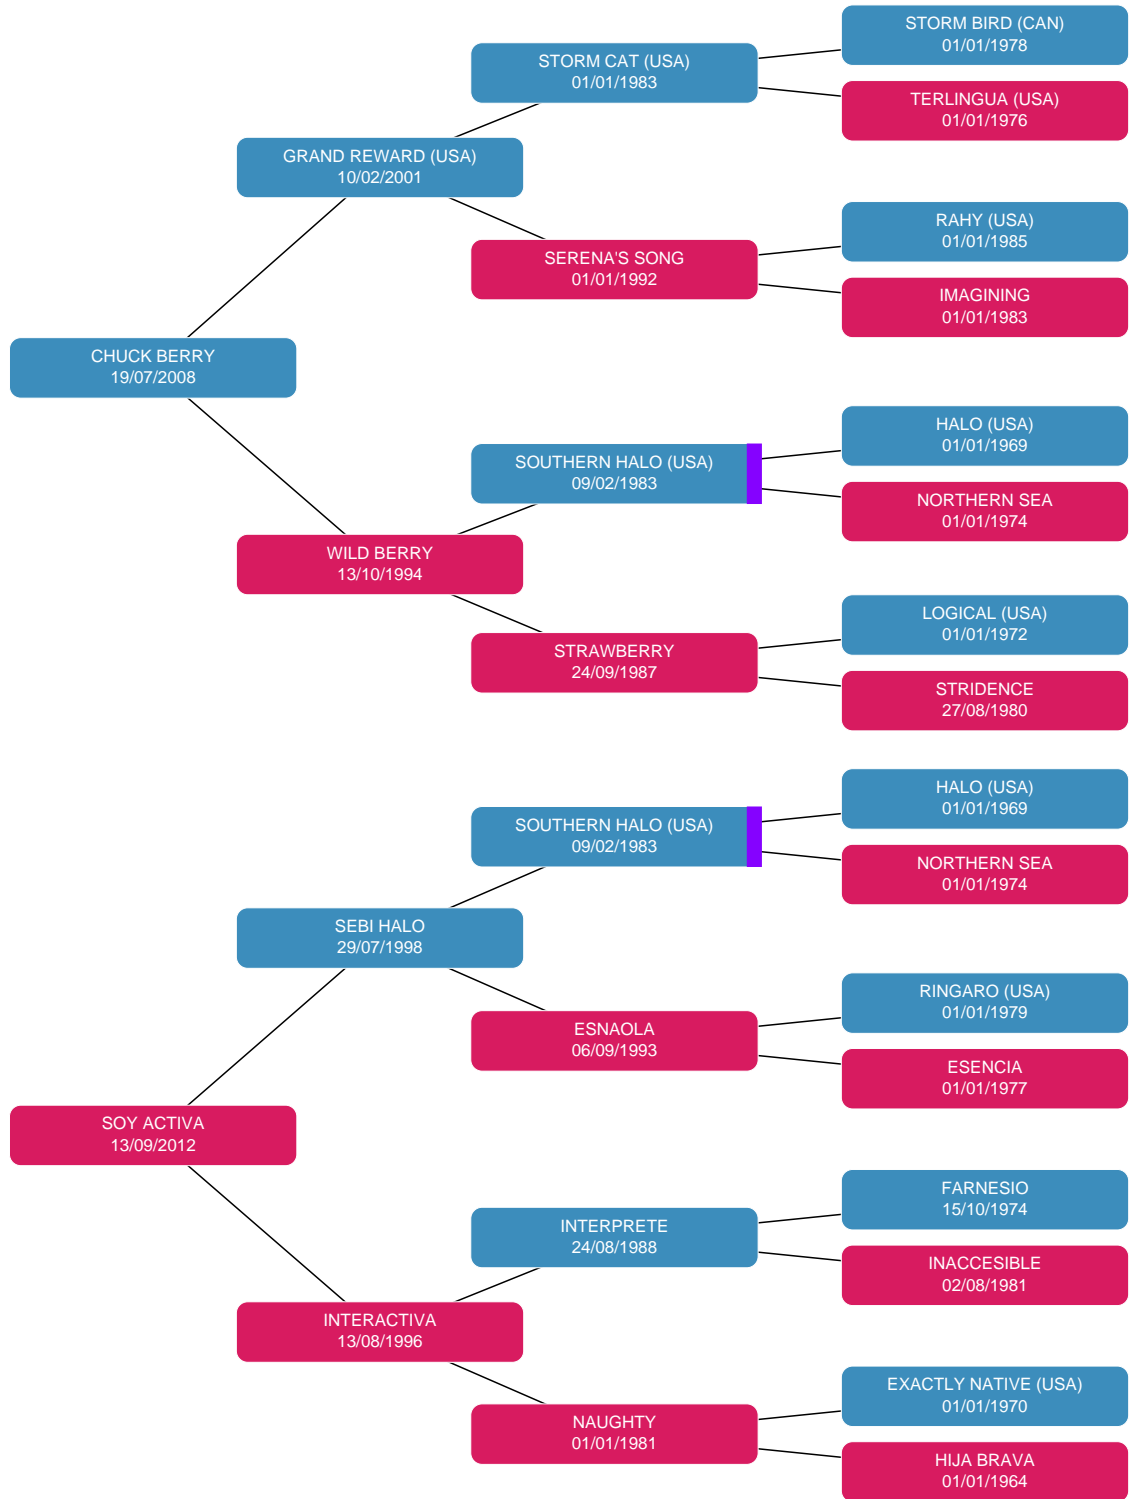 STORM BIRD (CAN)
01/01/1978
STORM CAT (USA)
01/01/1983
TERLINGUA (USA)
01/01/1976
GRAND REWARD (USA)
10/02/2001
RAHY (USA)
01/01/1985
SERENA'S SONG
01/01/1992
IMAGINING
01/01/1983
CHUCK BERRY
19/07/2008
HALO (USA)
01/01/1969
SOUTHERN HALO (USA)
09/02/1983
NORTHERN SEA
01/01/1974
WILD BERRY
13/10/1994
LOGICAL (USA)
01/01/1972
STRAWBERRY
24/09/1987
STRIDENCE
27/08/1980
HALO (USA)
01/01/1969
SOUTHERN HALO (USA)
09/02/1983
NORTHERN SEA
01/01/1974
SEBI HALO
29/07/1998
RINGARO (USA)
01/01/1979
ESNAOLA
06/09/1993
ESENCIA
01/01/1977
SOY ACTIVA
13/09/2012
FARNESIO
15/10/1974
INTERPRETE
24/08/1988
INACCESIBLE
02/08/1981
INTERACTIVA
13/08/1996
EXACTLY NATIVE (USA)
01/01/1970
NAUGHTY
01/01/1981
HIJA BRAVA
01/01/1964